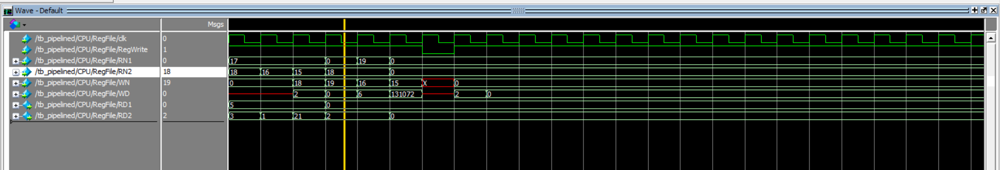 Wave - Default
Msgs
/tb_pipelined/CPU/RegFile/clk 0
/tb_pipelined/CPU/RegFile/RegWrite 1
/tb_pipelined/CPU/RegFile/RN1 0 17 0 19 0
/tb_pipelined/CPU/RegFile/RN2 18 18 16 15 18 0
/tb_pipelined/CPU/RegFile/WN 19 0 18 19 16 15 X 0
/tb_pipelined/CPU/RegFile/WD 0 2 0 6 131072 2 0
/tb_pipelined/CPU/RegFile/RD1 0 5 0
/tb_pipelined/CPU/RegFile/RD2 2 3 1 21 2 0